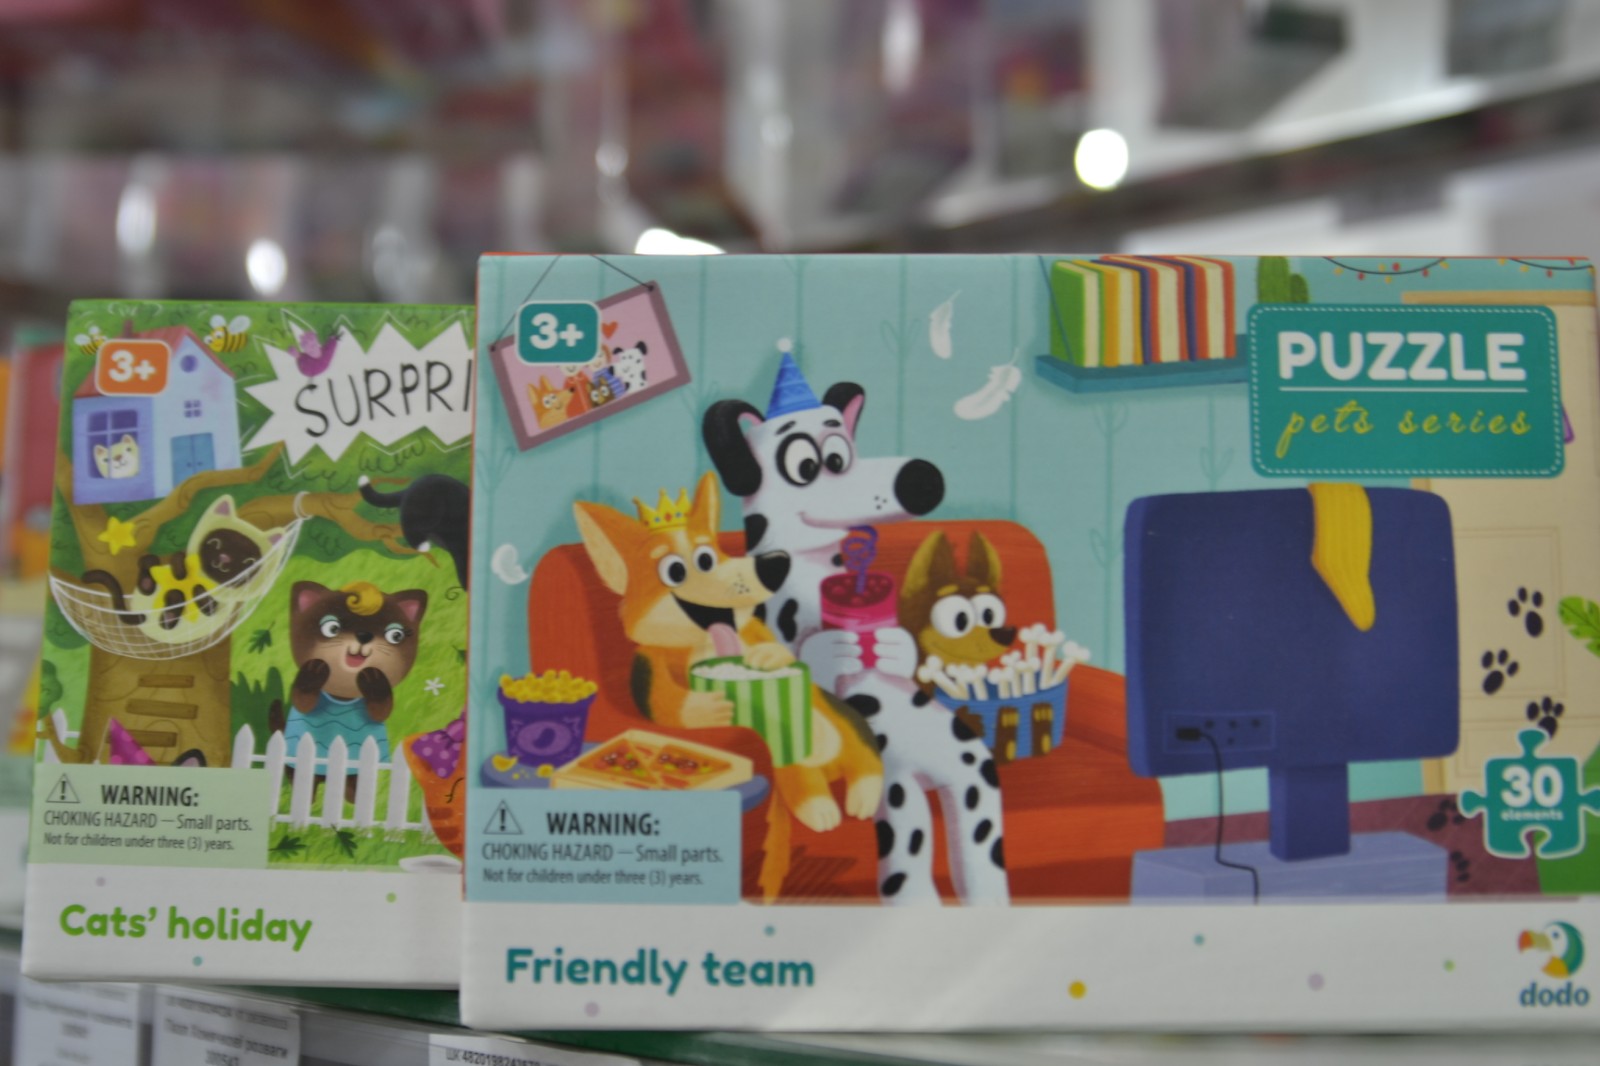 3+
SURPRI
WARNING:
CHOKING HAZARD — Small parts.
Not for children under three (3) years.
Cats’ holiday
3+
PUZZLE
pets series
30
elements
WARNING:
CHOKING HAZARD — Small parts.
Not for children under three (3) years.
Friendly team
dodo